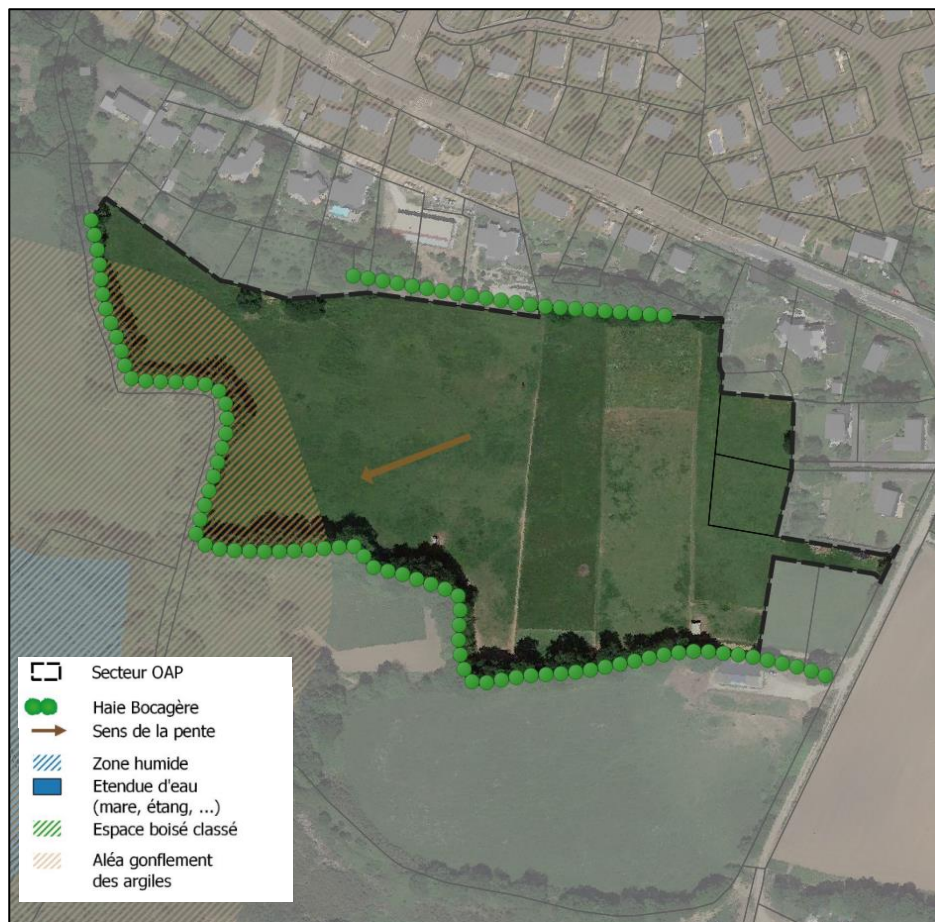 Secteur OAP
Haie Bocagère
Sens de la pente
Zone humide
Etendue d'eau
(mare, étang, ...)
Espace boisé classé
Aléa gonflement
des argiles